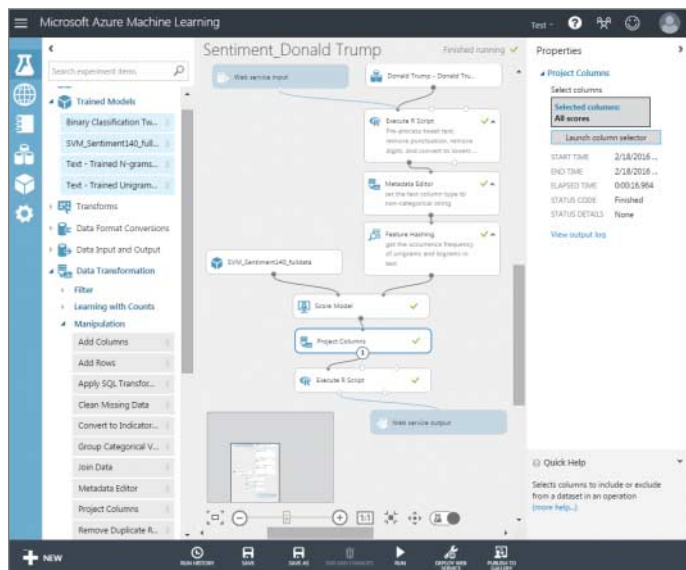 Microsoft Azure Machine Learning
Test
Search experiment items
Trained Models
Binary Classification Tw...
SVM_Sentiment140_full...
Text - Trained N-grams...
Text - Trained Unigram...
Transforms
Data Format Conversions
Data Input and Output
Data Transformation
Filter
Learning with Counts
Manipulation
Add Columns
Add Rows
Apply SQL Transfor...
Clean Missing Data
Convert to Indicator...
Group Categorical V...
Join Data
Metadata Editor
Project Columns
Remove Duplicate R...
Sentiment_Donald Trump
Finished running
Web service input
Donald Trump - Donald Tru...
Execute R Script
Pre-process tweet text:
remove punctuation, remove
digits, and convert to lowerc...
Metadata Editor
set the text column type to
non-categorical string
Feature Hashing
get the occurrence frequency
of unigrams and bigrams in
text
SVM_Sentiment140_fulldata
Score Model
Project Columns
1
Execute R Script
Web service output
1:1
Properties
Project Columns
Select columns
Selected columns:
All scores
Launch column selector
START TIME 2/18/2016 ...
END TIME 2/18/2016 ...
ELAPSED TIME 0:00:16.964
STATUS CODE Finished
STATUS DETAILS None
View output log
Quick Help
Selects columns to include or exclude
from a dataset in an operation
(more help...)
NEW
RUN HISTORY
SAVE
SAVE AS
DISCARD CHANGES
RUN
DEPLOY WEB
SERVICE
PUBLISH TO
GALLERY